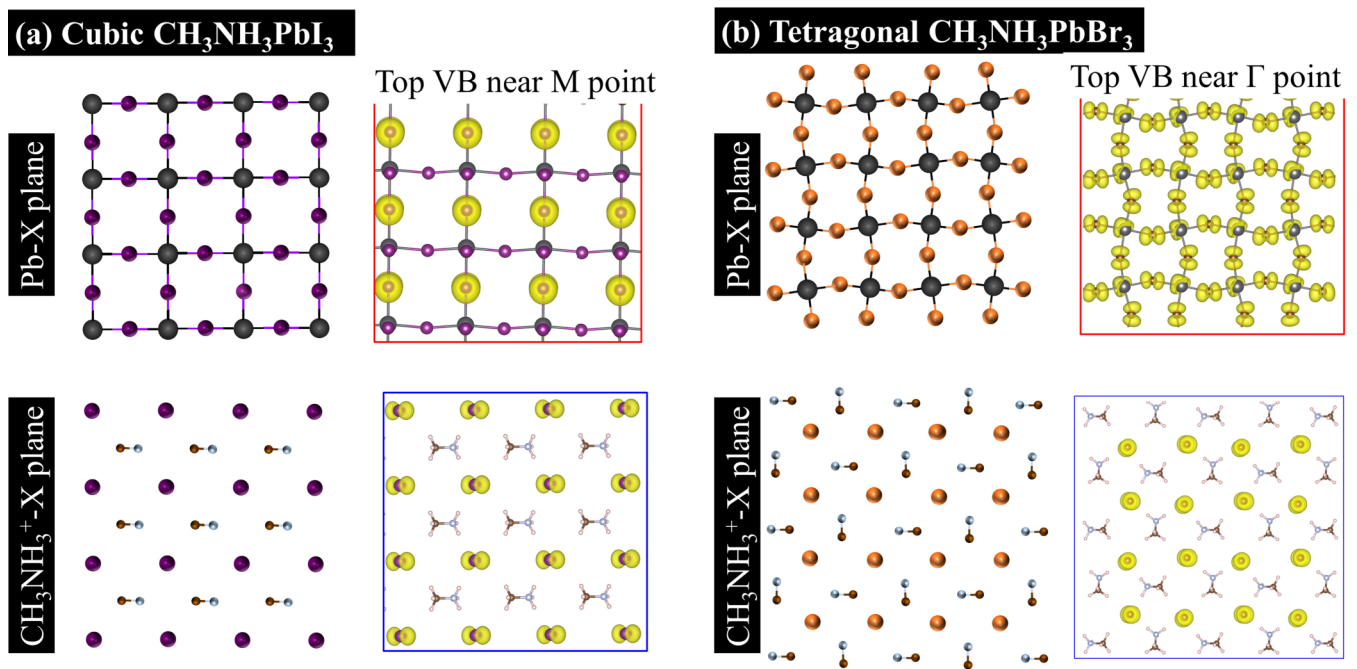 (a) Cubic CH₃NH₃PbI₃
Top VB near M point
Pb-X plane
CH₃NH₃⁺-X plane
(b) Tetragonal CH₃NH₃PbBr₃
Top VB near Γ point
Pb-X plane
CH₃NH₃⁺-X plane